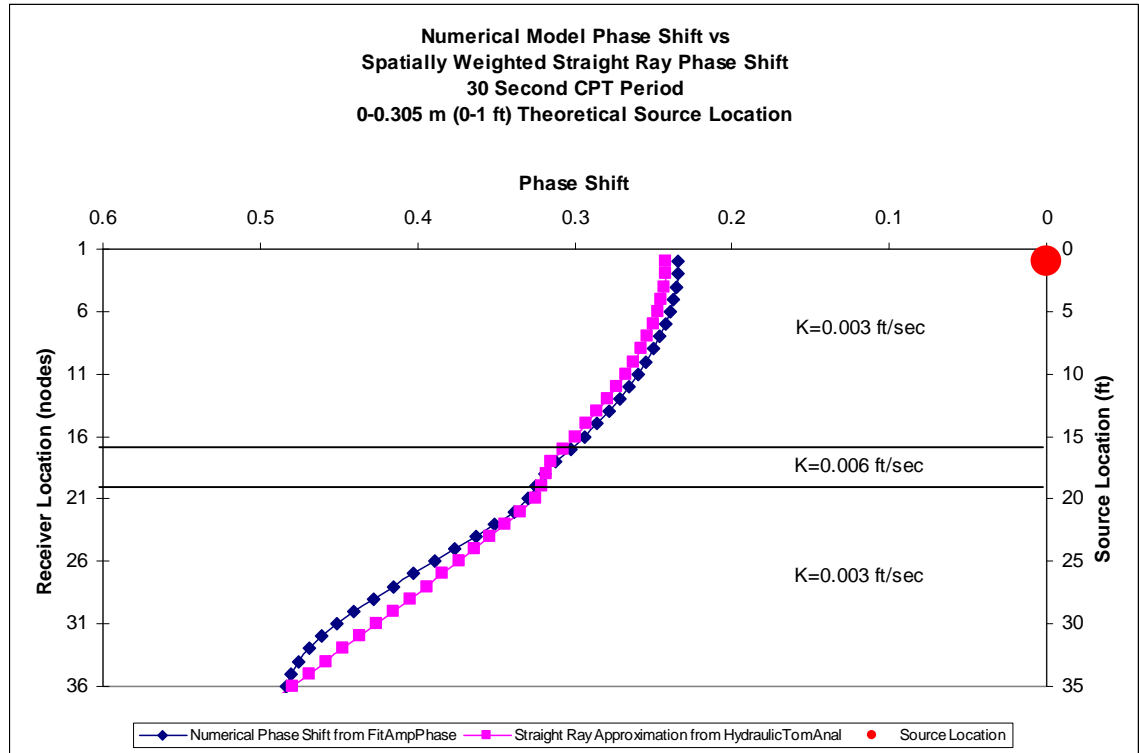 Numerical Model Phase Shift vs
Spatially Weighted Straight Ray Phase Shift
30 Second CPT Period
0-0.305 m (0-1 ft) Theoretical Source Location
Phase Shift
0.6 0.5 0.4 0.3 0.2 0.1 0
Receiver Location (nodes)
1
6
11
16
21
26
31
36
K=0.003 ft/sec
K=0.006 ft/sec
K=0.003 ft/sec
0
5
10
15
20
25
30
35
Source Location (ft)
Numerical Phase Shift from FitAmpPhase Straight Ray Approximation from HydraulicTomAnal Source Location